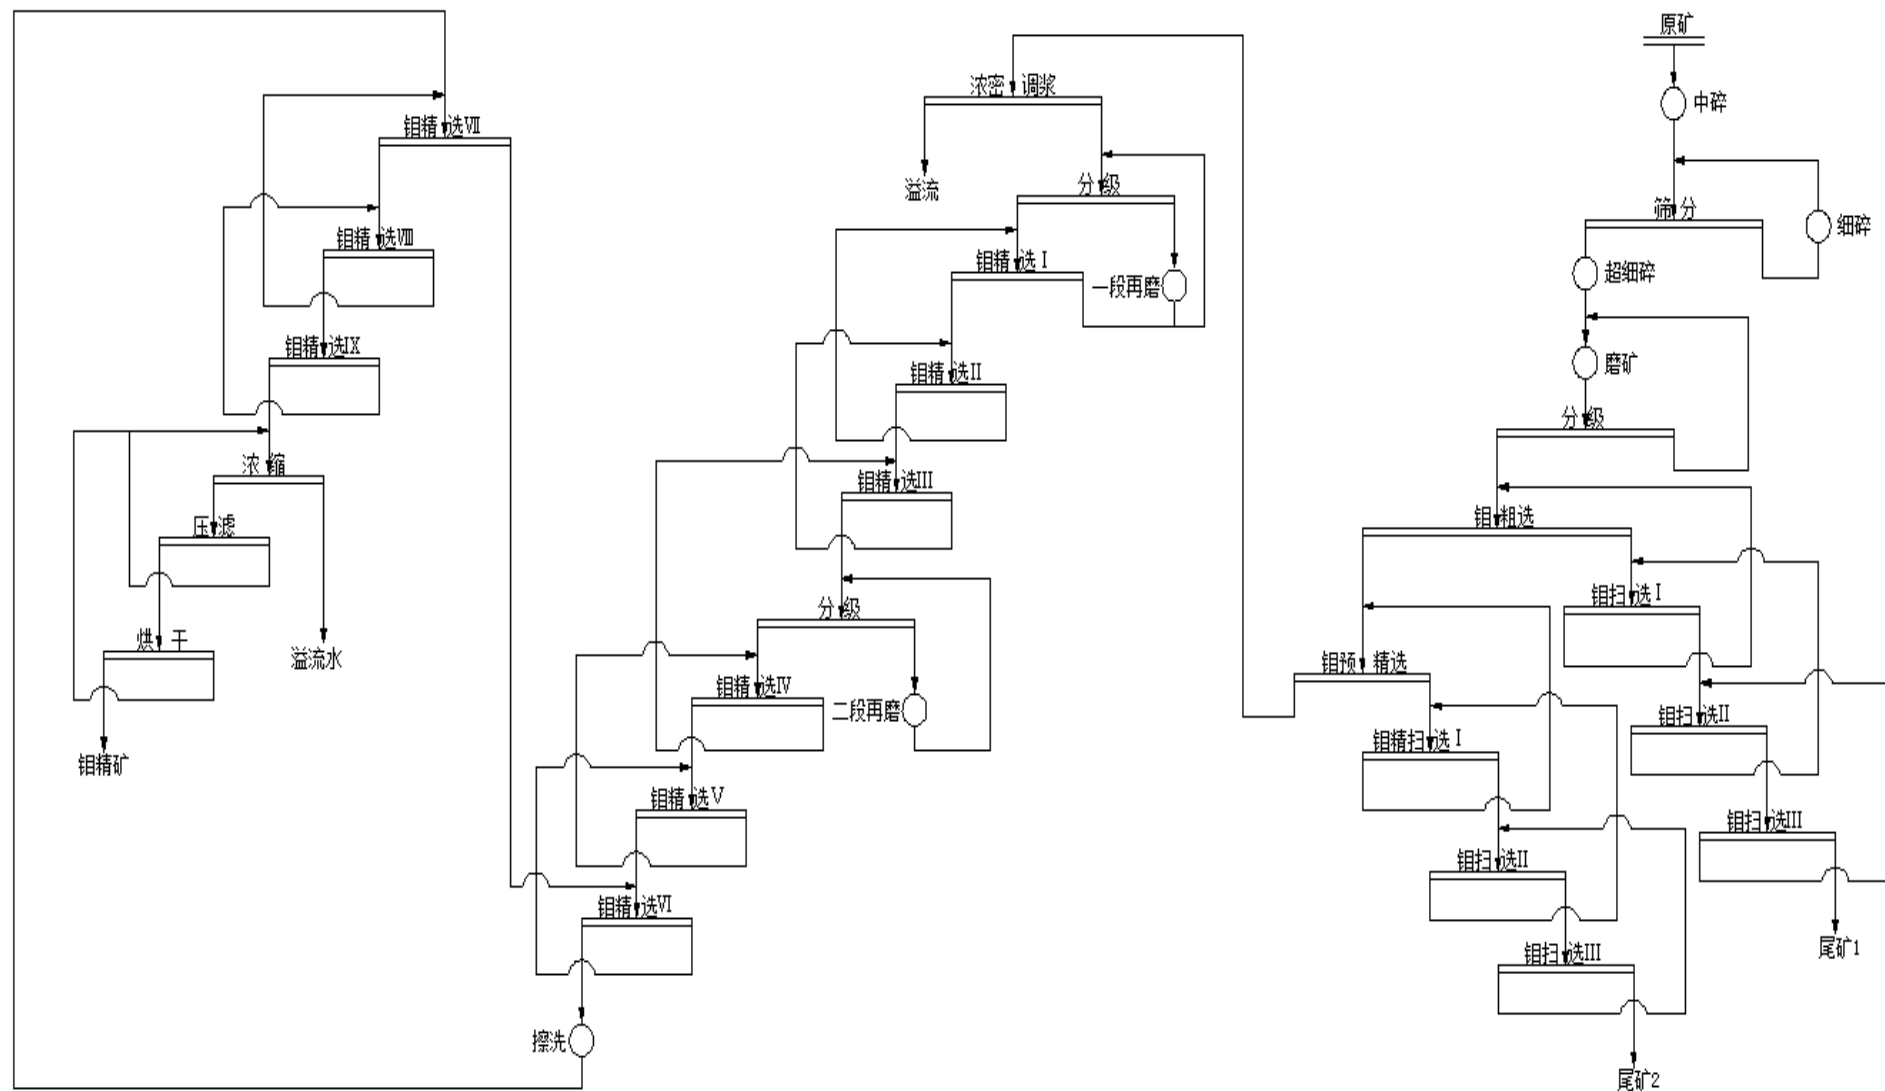 原矿
中碎
筛分
细碎
超细碎
磨矿
分级
钼粗选
钼扫选Ⅰ
钼扫选II
钼扫选III
尾矿1
钼预精选
钼精扫选Ⅰ
钼扫选II
钼扫选III
尾矿2
浓密调浆
溢流
分级
钼精选Ⅰ
一段再磨
钼精选II
钼精选III
分级
钼精选IV
二段再磨
钼精选Ⅴ
钼精选VI
擦洗
钼精选Ⅶ
钼精选Ⅷ
钼精选IX
浓缩
压滤
烘干
溢流水
钼精矿